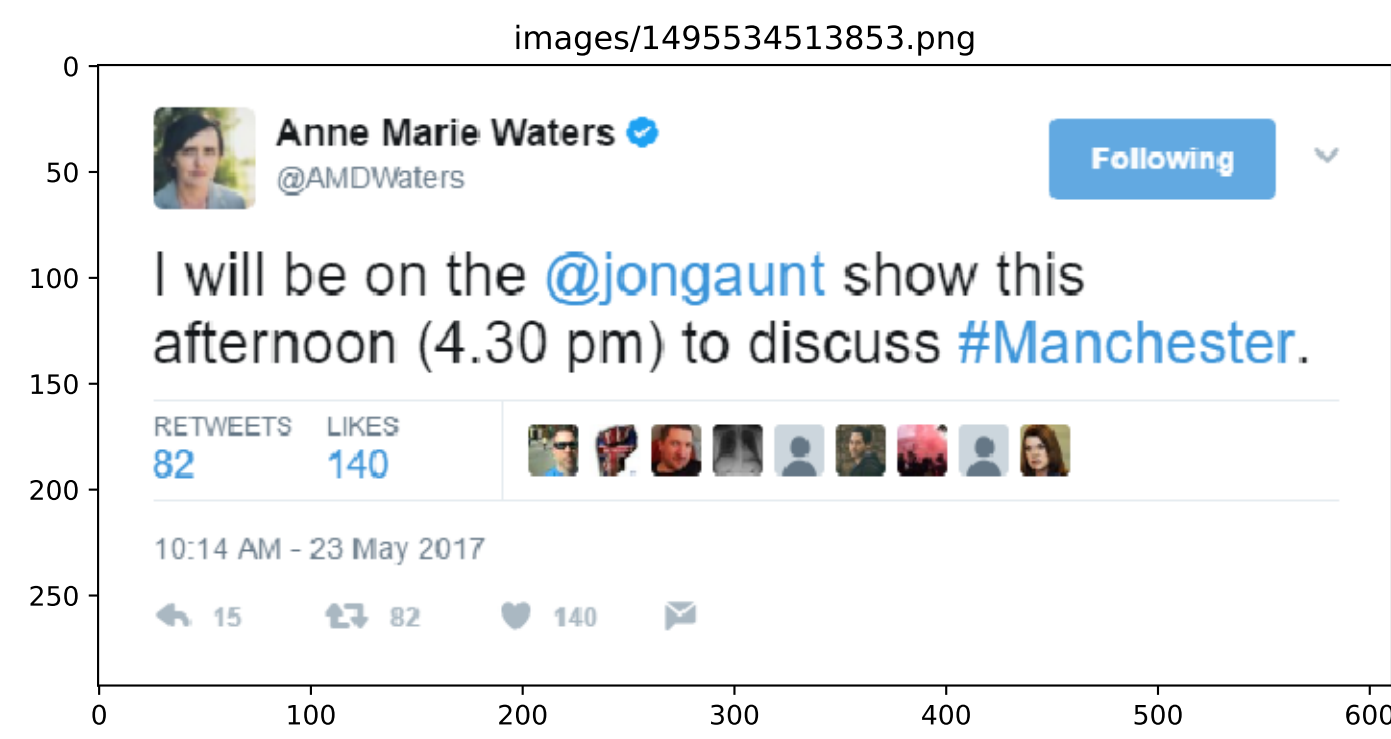 images/1495534513853.png
0
50
100
150
200
250
Anne Marie Waters
@AMDWaters
Following
I will be on the @jongaunt show this
afternoon (4.30 pm) to discuss #Manchester.
RETWEETS LIKES
82 140
10:14 AM - 23 May 2017
15 82 140
0 100 200 300 400 500 600